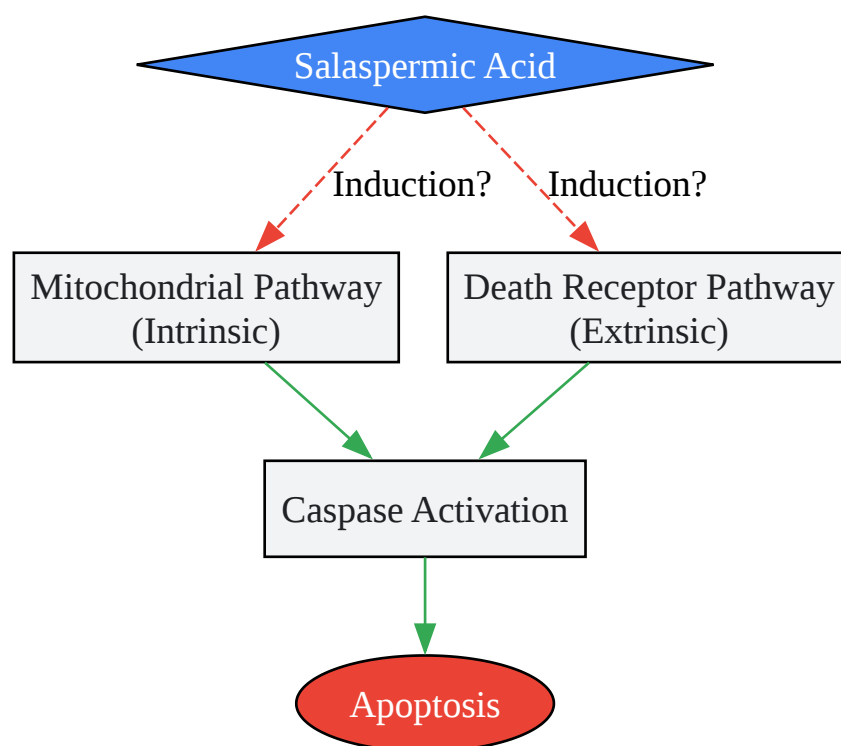 Salaspermic Acid
Induction?
Induction?
Mitochondrial Pathway
(Intrinsic)
Death Receptor Pathway
(Extrinsic)
Caspase Activation
Apoptosis